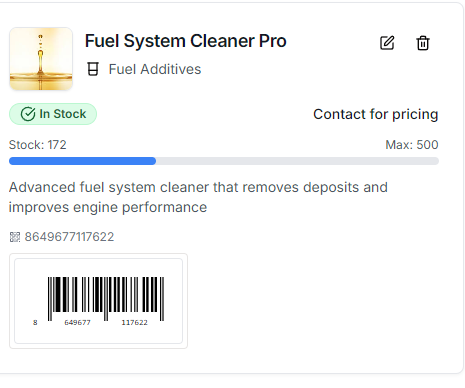 Fuel System Cleaner Pro
Fuel Additives
In Stock
Contact for pricing
Stock: 172
Max: 500
Advanced fuel system cleaner that removes deposits and
improves engine performance
8649677117622
8 649677 117622